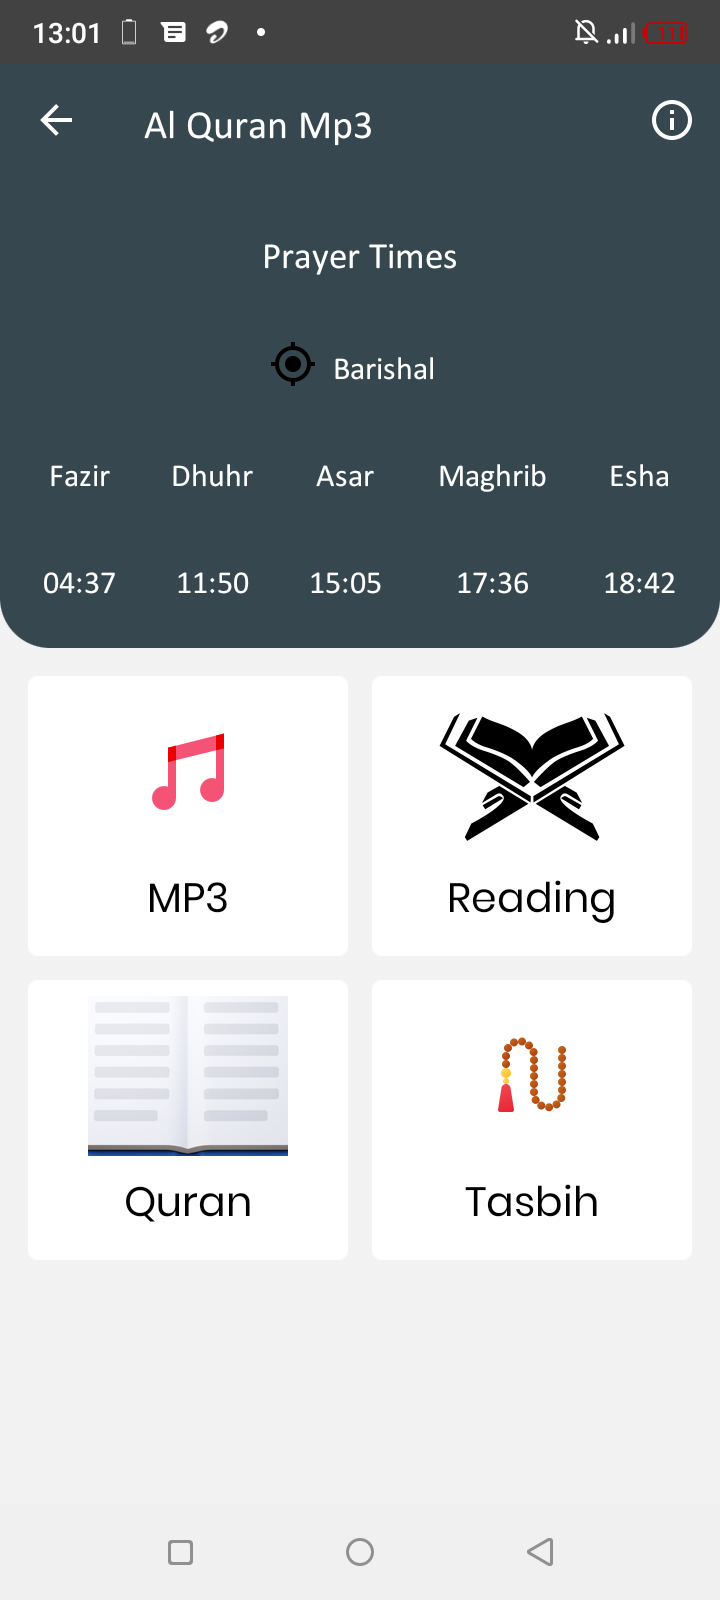 13:01
11
Al Quran Mp3
Prayer Times
Barishal
Fazir Dhuhr Asar Maghrib Esha
04:37 11:50 15:05 17:36 18:42
MP3 Reading
Quran Tasbih